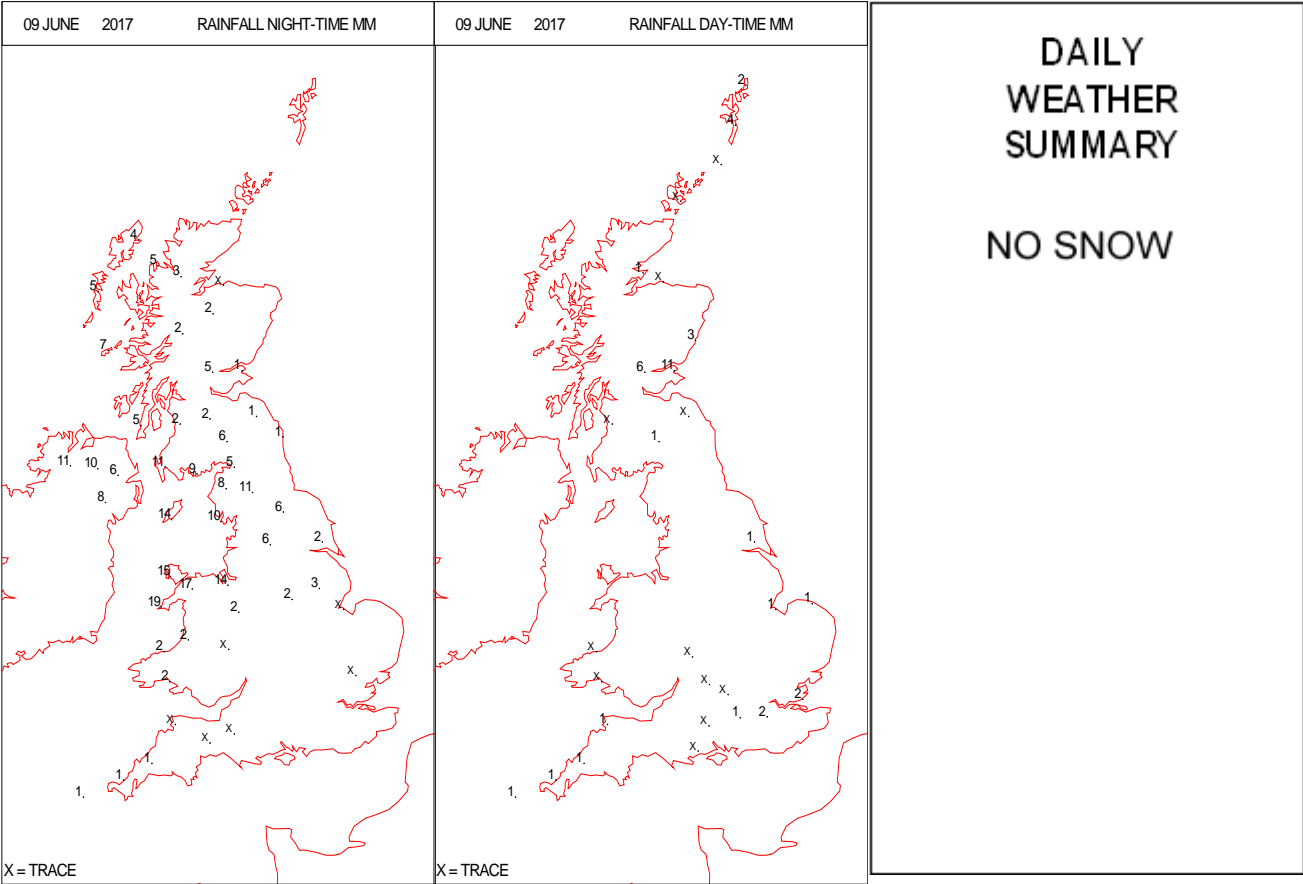 09 JUNE 2017 RAINFALL NIGHT-TIME MM
4
5
3
X
5
2
2
7
5
1
5
2
2
1
6
1
11
10
6
11
9
5
8
8
11
14
10
6
6
2
15
17
14
3
19
2
2
X
2
2
X
2
X
X
X
X
1
1
1
X = TRACE
09 JUNE 2017 RAINFALL DAY-TIME MM
2
4
X
X
1
X
3
6
11
X
X
1
1
1
1
X
X
X
X
X
2
1
1
2
X
X
1
1
1
X = TRACE
DAILY
WEATHER
SUMMARY
NO SNOW